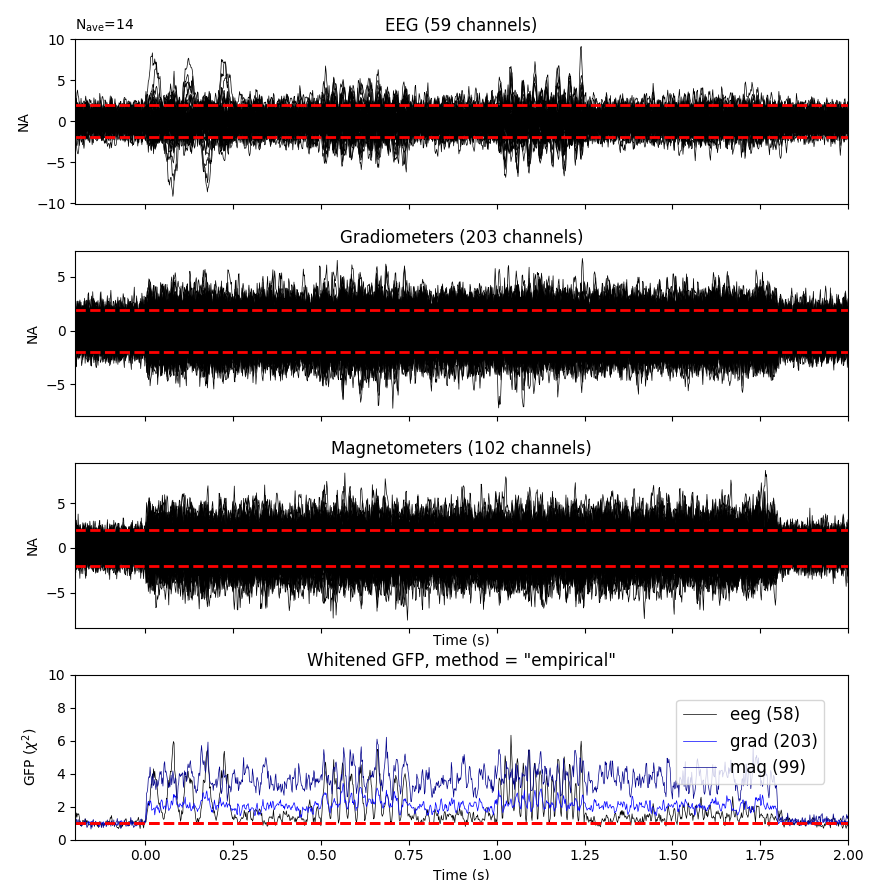 Nave=14
EEG (59 channels)
10
5
0
−5
−10
NA
Gradiometers (203 channels)
5
0
−5
NA
Magnetometers (102 channels)
5
0
−5
NA
Time (s)
Whitened GFP, method = "empirical"
10
8
6
4
2
0
GFP (χ²)
eeg (58)
grad (203)
mag (99)
0.00 0.25 0.50 0.75 1.00 1.25 1.50 1.75 2.00
Time (s)